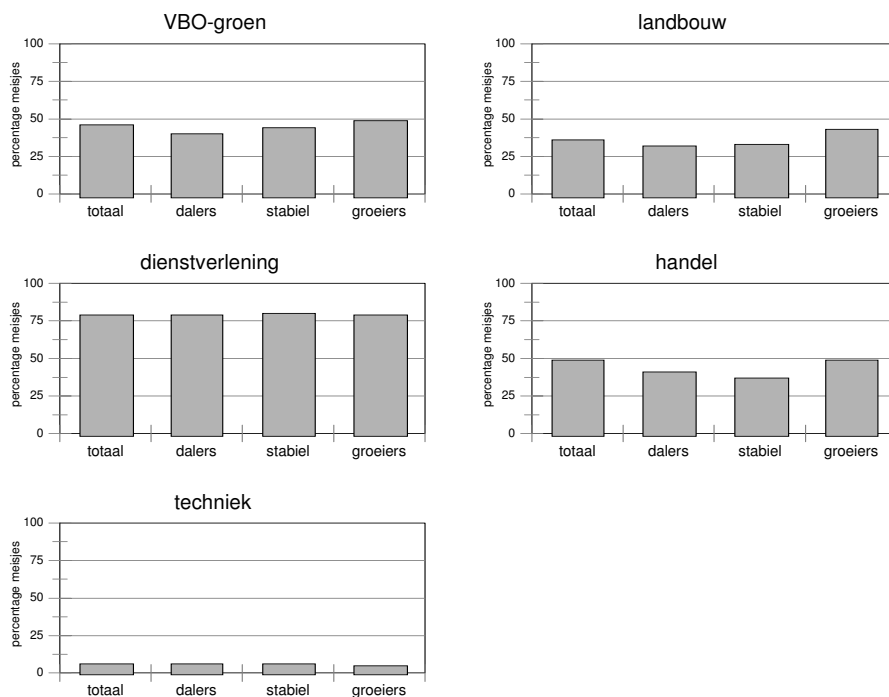 VBO-groen
percentage meisjes
100
75
50
25
0
totaal dalers stabiel groeiers
landbouw
percentage meisjes
100
75
50
25
0
totaal dalers stabiel groeiers
dienstverlening
percentage meisjes
100
75
50
25
0
totaal dalers stabiel groeiers
handel
percentage meisjes
100
75
50
25
0
totaal dalers stabiel groeiers
techniek
percentage meisjes
100
75
50
25
0
totaal dalers stabiel groeiers